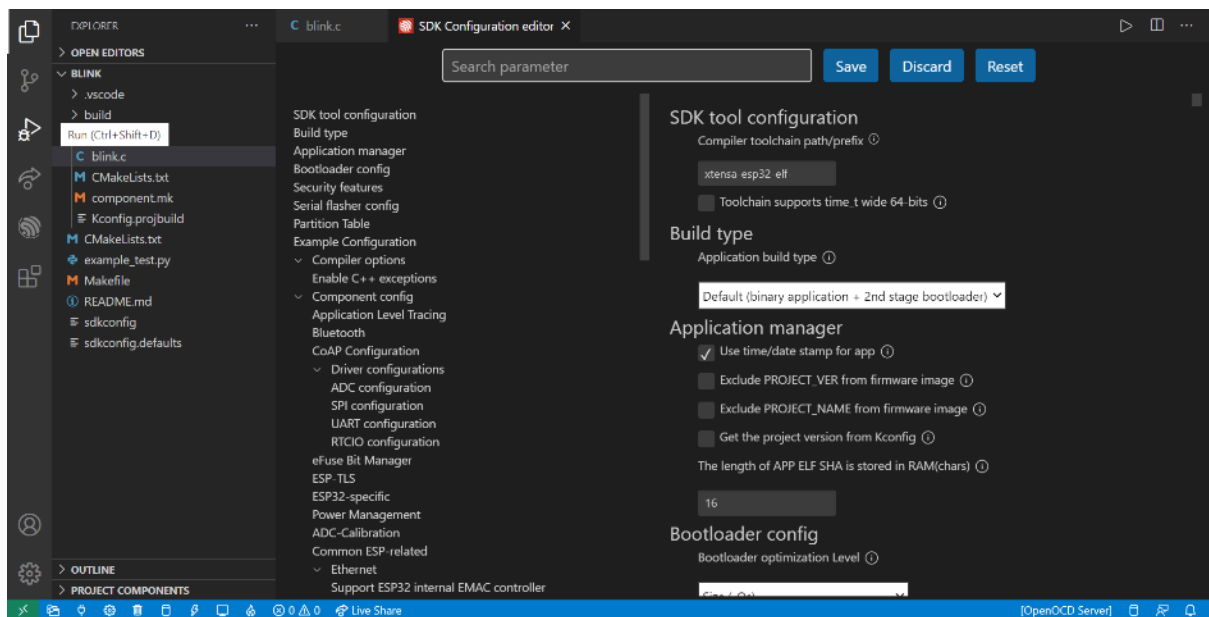 EXPLORER
···
blink.c
SDK Configuration editor
OPEN EDITORS
BLINK
.vscode
build
Run (Ctrl+Shift+D)
C blink.c
M CMakeLists.txt
M component.mk
Kconfig.projbuild
M CMakeLists.txt
example_test.py
M Makefile
README.md
sdkconfig
sdkconfig.defaults
OUTLINE
PROJECT COMPONENTS
Search parameter
Save
Discard
Reset
SDK tool configuration
Build type
Application manager
Bootloader config
Security features
Serial flasher config
Partition Table
Example Configuration
Compiler options
Enable C++ exceptions
Component config
Application Level Tracing
Bluetooth
CoAP Configuration
Driver configurations
ADC configuration
SPI configuration
UART configuration
RTCIO configuration
eFuse Bit Manager
ESP-TLS
ESP32-specific
Power Management
ADC-Calibration
Common ESP-related
Ethernet
Support ESP32 internal EMAC controller
SDK tool configuration
Compiler toolchain path/prefix
xtensa esp32 elf
Toolchain supports time_t wide 64-bits
Build type
Application build type
Default (binary application + 2nd stage bootloader)
Application manager
Use time/date stamp for app
Exclude PROJECT_VER from firmware image
Exclude PROJECT_NAME from firmware image
Get the project version from Kconfig
The length of APP ELF SHA is stored in RAM(chars)
16
Bootloader config
Bootloader optimization Level
0 0
Live Share
[OpenOCD Server]